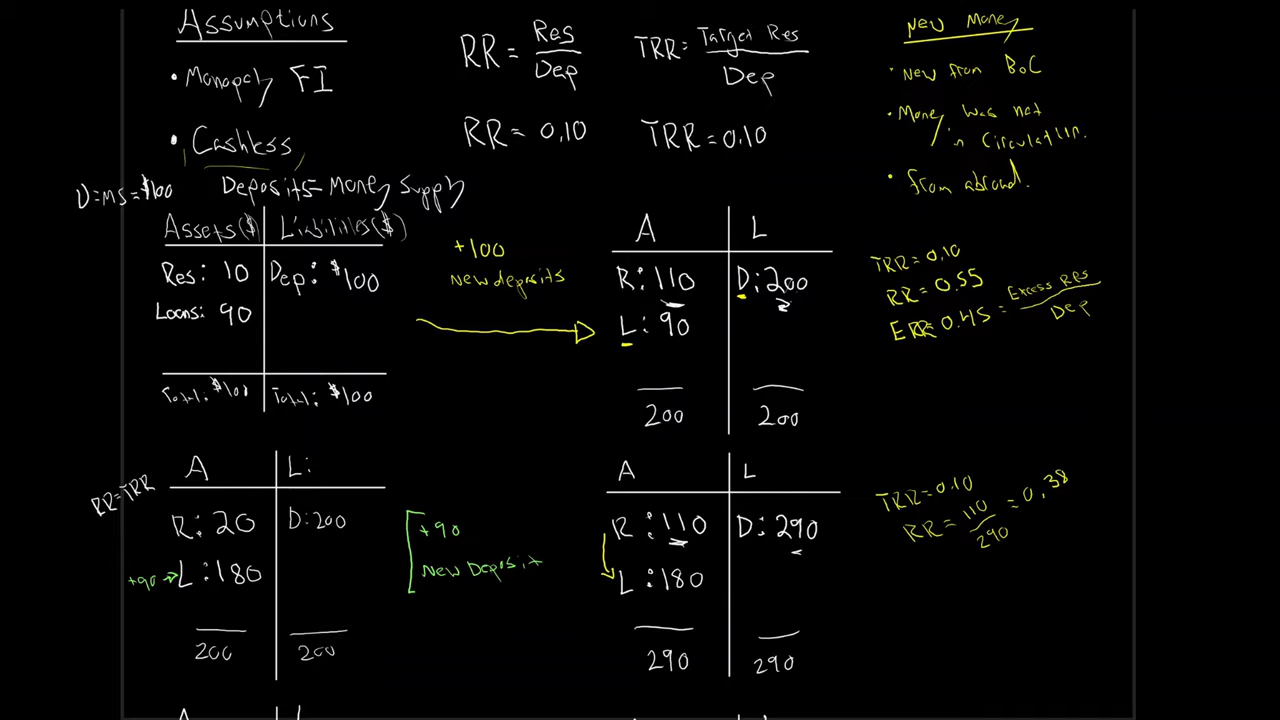 Assumptions
• Monopoly FI
• Cashless
D=MS=$100
Deposits=Money Supply
RR = Res / Dep
TRR = Target Res / Dep
RR = 0.10
TRR = 0.10
New Money
• New from BoC
• Money was not in Circulation.
• From abroad.
Assets($) Liabilities($)
Res: 10 Dep: $100
Loans: 90
Total: $100 Total: $100
+100
New deposits
A L
R: 110 D: 200
L: 90
200 200
TRR = 0.10
RR = 0.55
ERR = 0.45 = Excess Res / Dep
RR=TRR
A L:
R: 20 D: 200
+90 → L: 180
200 200
+90
New Deposit
A L
R: 110 D: 290
L: 180
290 290
TRR = 0.10
RR = 110 / 290 = 0.38
A L
A L